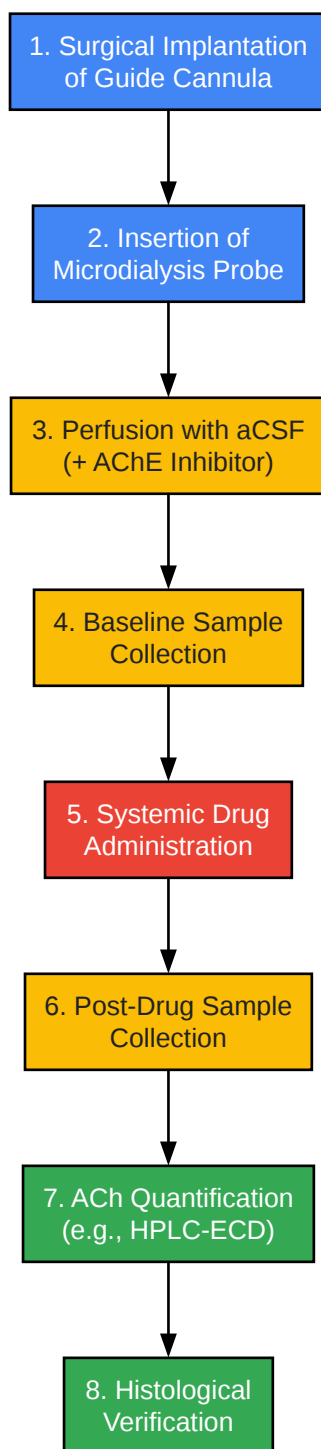 1. Surgical Implantation
of Guide Cannula
2. Insertion of
Microdialysis Probe
3. Perfusion with aCSF
(+ AChE Inhibitor)
4. Baseline Sample
Collection
5. Systemic Drug
Administration
6. Post-Drug Sample
Collection
7. ACh Quantification
(e.g., HPLC-ECD)
8. Histological
Verification